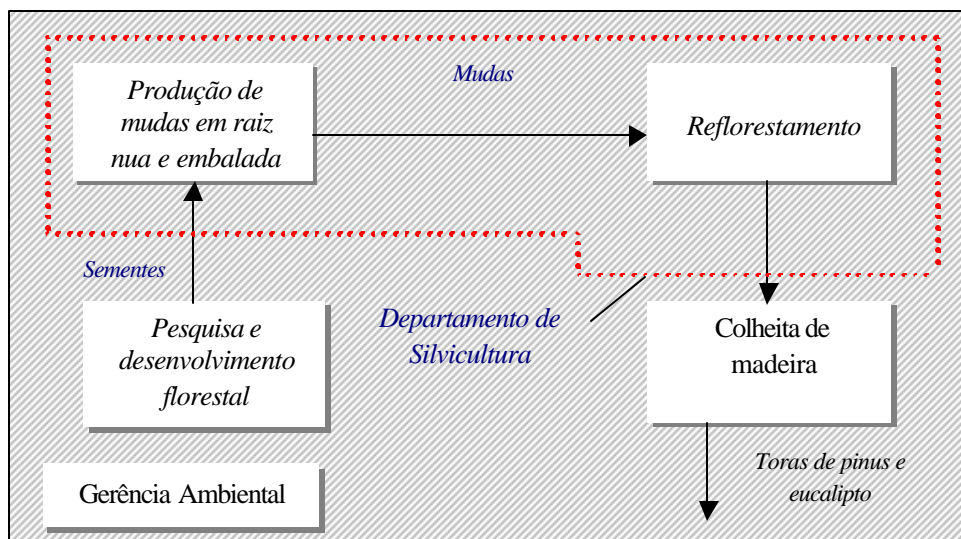 Produção de
mudas em raiz
nua e embalada
Mudas
Reflorestamento
Sementes
Pesquisa e
desenvolvimento
florestal
Departamento de
Silvicultura
Colheita de
madeira
Toras de pinus e
eucalipto
Gerência Ambiental